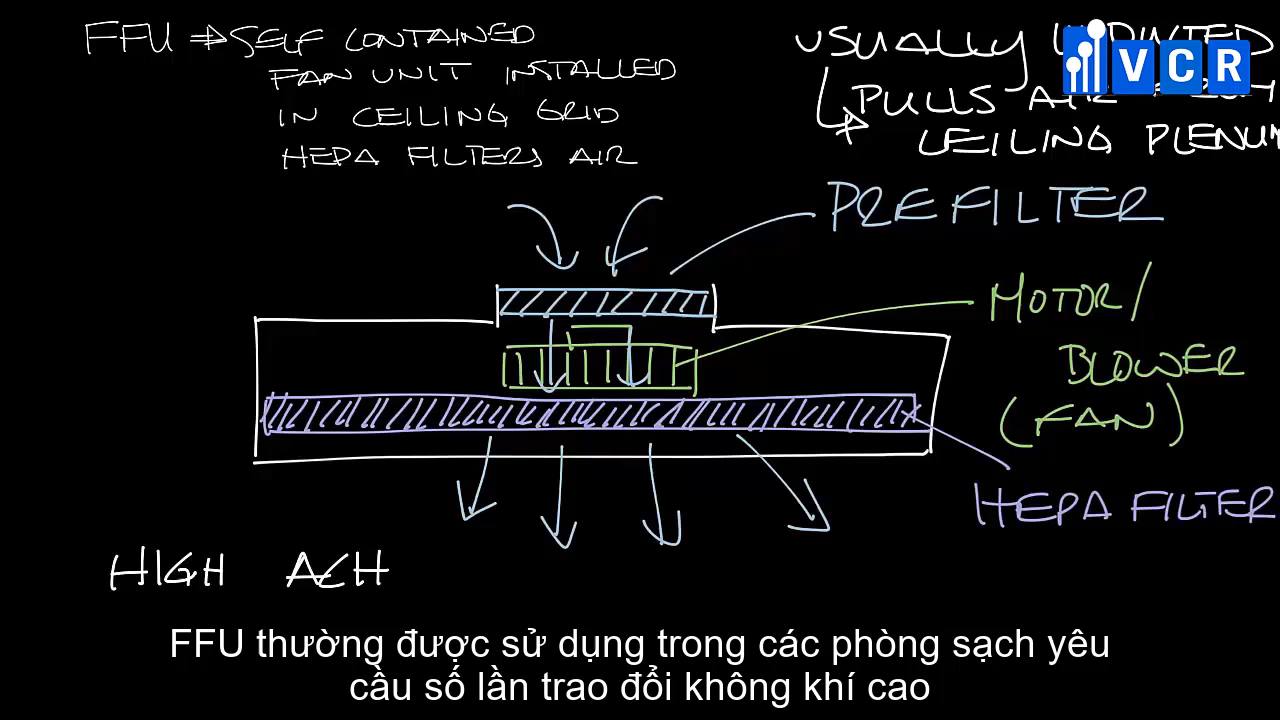 FFU ⇒ SELF CONTAINED
FAN UNIT INSTALLED
IN CEILING GRID
HEPA FILTERS AIR
USUALLY
VCR
PULLS AIR
CEILING PLENUM
PREFILTER
MOTOR/
BLOWER
(FAN)
HEPA FILTER
HIGH ACH
FFU thường được sử dụng trong các phòng sạch yêu
cầu số lần trao đổi không khí cao